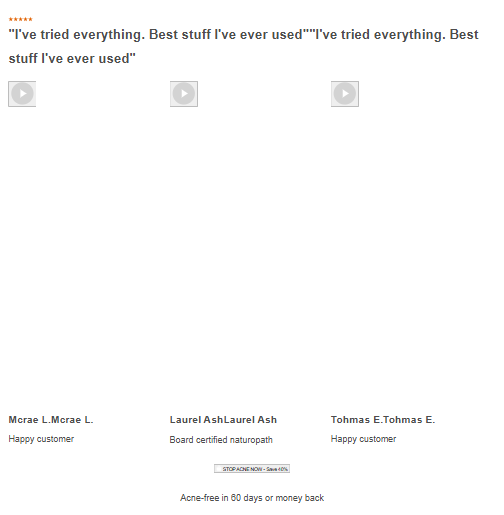 ★★★★★
"I've tried everything. Best stuff I've ever used""I've tried everything. Best
stuff I've ever used"
Mcrae L.Mcrae L.
Laurel AshLaurel Ash
Tohmas E.Tohmas E.
Happy customer
Board certified naturopath
Happy customer
STOP ACNE NOW - Save 40%
Acne-free in 60 days or money back